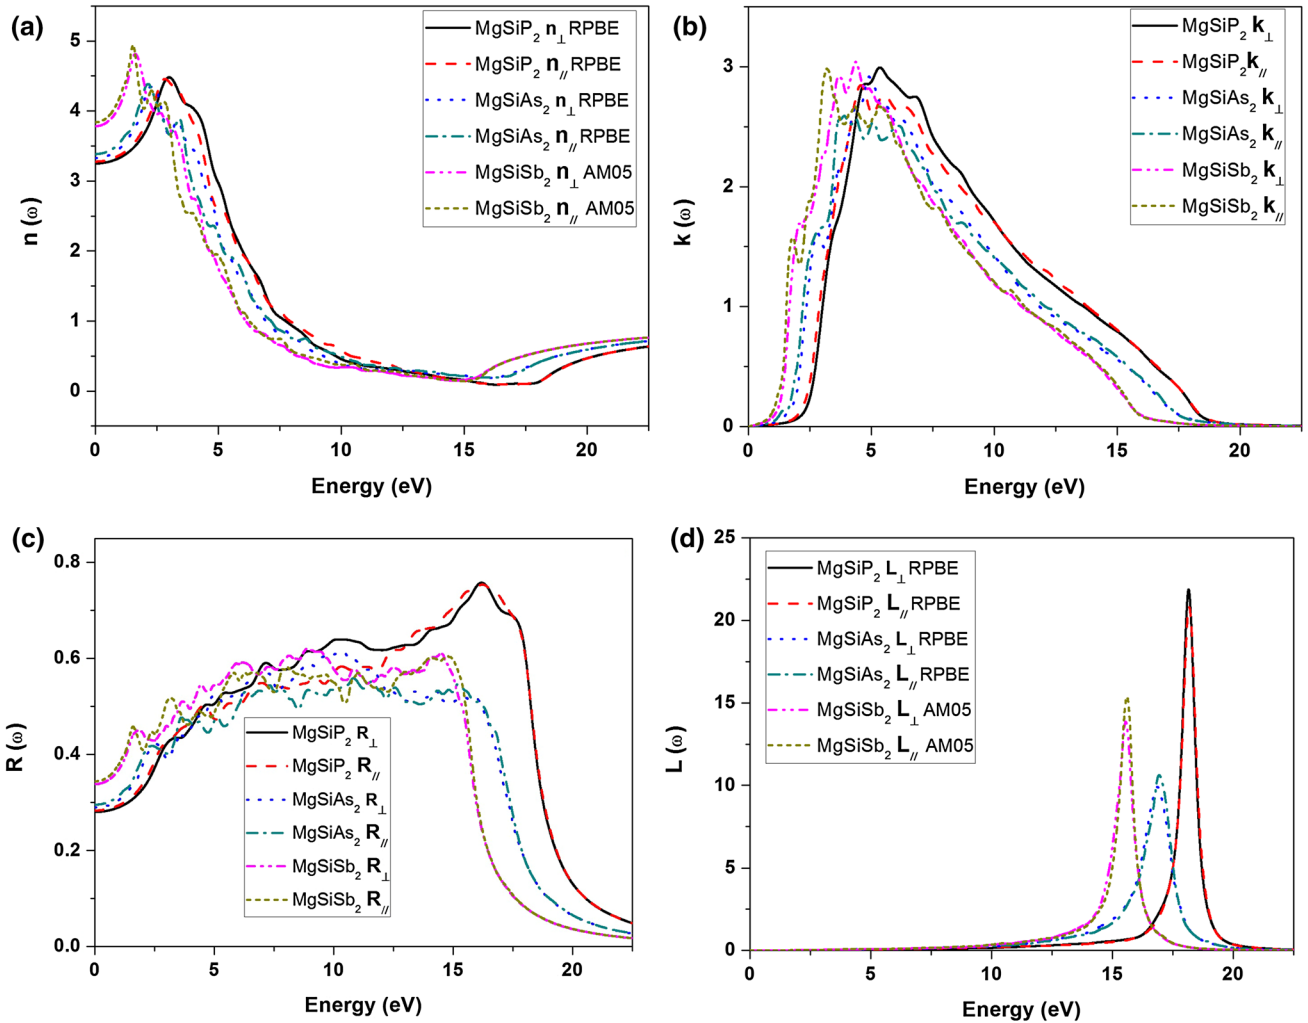 (a)
5
4
3
2
1
0
n (ω)
MgSiP₂ n⊥ RPBE
MgSiP₂ n// RPBE
MgSiAs₂ n⊥ RPBE
MgSiAs₂ n// RPBE
MgSiSb₂ n⊥ AM05
MgSiSb₂ n// AM05
0 5 10 15 20
Energy (eV)
(b)
3
2
1
0
k (ω)
MgSiP₂ k⊥
MgSiP₂k//
MgSiAs₂ k⊥
MgSiAs₂ k//
MgSiSb₂ k⊥
MgSiSb₂ k//
0 5 10 15 20
Energy (eV)
(c)
0.8
0.6
0.4
0.2
0.0
R (ω)
MgSiP₂ R⊥
MgSiP₂ R//
MgSiAs₂ R⊥
MgSiAs₂ R//
MgSiSb₂ R⊥
MgSiSb₂ R//
0 5 10 15 20
Energy (eV)
(d)
25
20
15
10
5
0
L (ω)
MgSiP₂ L⊥ RPBE
MgSiP₂ L// RPBE
MgSiAs₂ L⊥ RPBE
MgSiAs₂ L// RPBE
MgSiSb₂ L⊥ AM05
MgSiSb₂ L// AM05
0 5 10 15 20
Energy (eV)